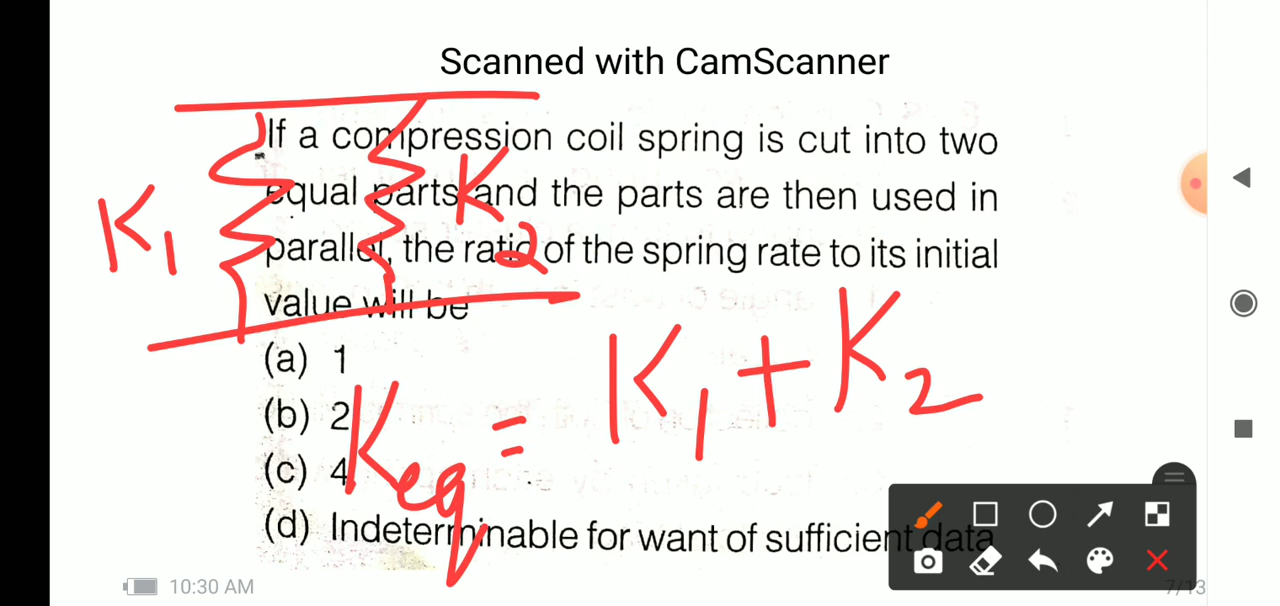 Scanned with CamScanner
If a compression coil spring is cut into two
equal parts and the parts are then used in
parallel, the ratio of the spring rate to its initial
value will be
(a) 1
(b) 2
(c) 4
(d) Indeterminable for want of sufficient data
K1
K2
Keq = K1 + K2
10:30 AM
7/13